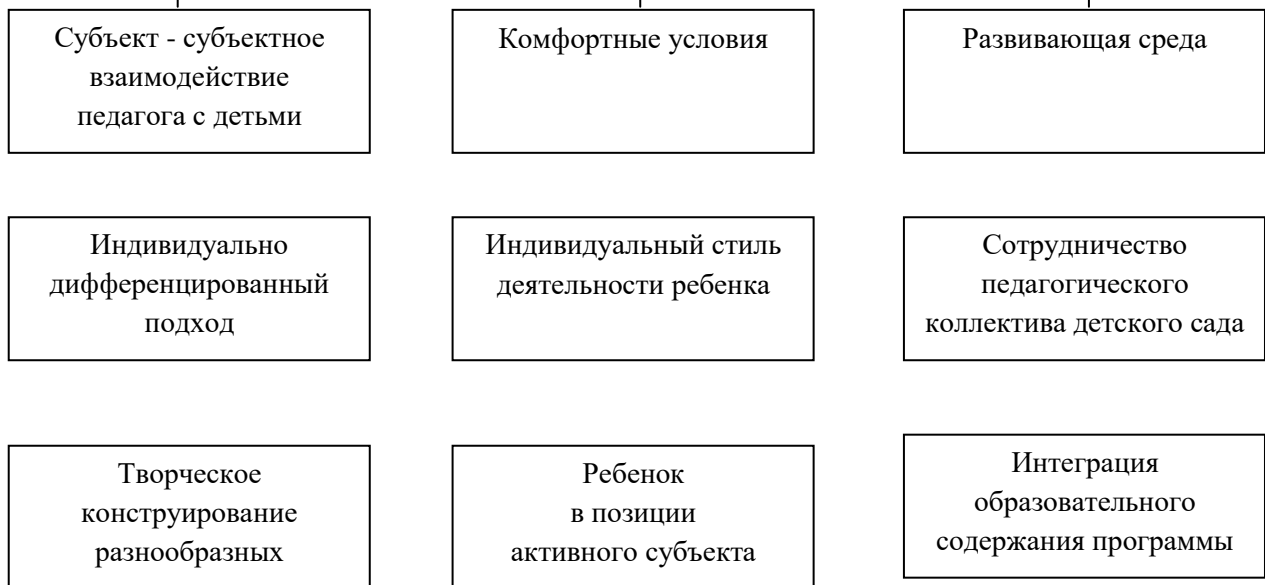 Субъект - субъектное
взаимодействие
педагога с детьми
Комфортные условия
Развивающая среда
Индивидуально
дифференцированный
подход
Индивидуальный стиль
деятельности ребенка
Сотрудничество
педагогического
коллектива детского сада
Творческое
конструирование
разнообразных
Ребенок
в позиции
активного субъекта
Интеграция
образовательного
содержания программы